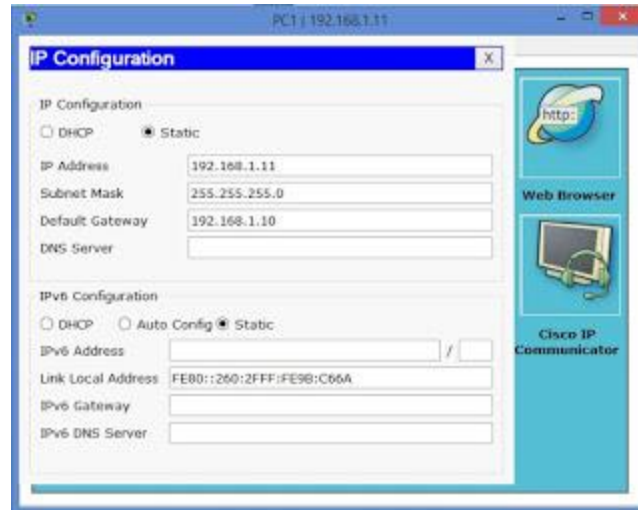 PC1 | 192.168.1.11
IP Configuration X
IP Configuration
DHCP Static
IP Address 192.168.1.11
Subnet Mask 255.255.255.0
Default Gateway 192.168.1.10
DNS Server
IPv6 Configuration
DHCP Auto Config Static
IPv6 Address /
Link Local Address FE80::260:2FFF:FE9B:C66A
IPv6 Gateway
IPv6 DNS Server
http:
Web Browser
Cisco IP
Communicator